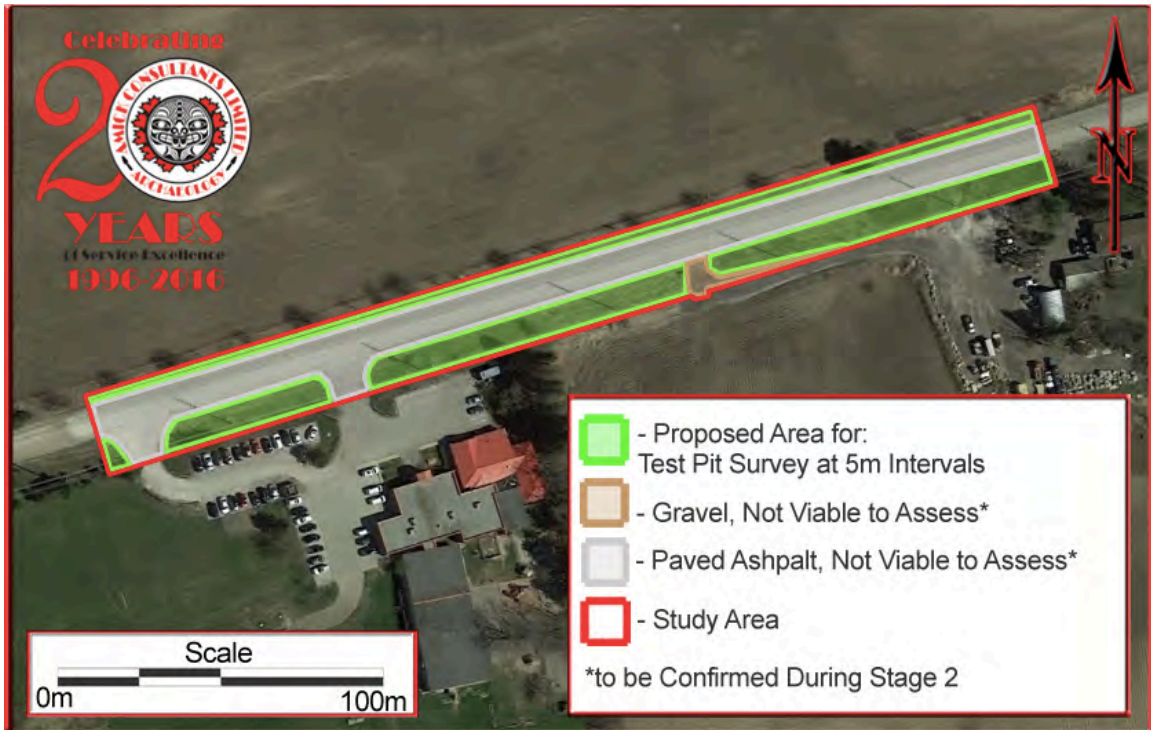 Celebrating
20
AMICK CONSULTANTS LIMITED
ARCHAEOLOGY
YEARS
of Service Excellence
1996-2016
N
- Proposed Area for:
Test Pit Survey at 5m Intervals
- Gravel, Not Viable to Assess*
- Paved Ashpalt, Not Viable to Assess*
- Study Area
*to be Confirmed During Stage 2
Scale
0m 100m